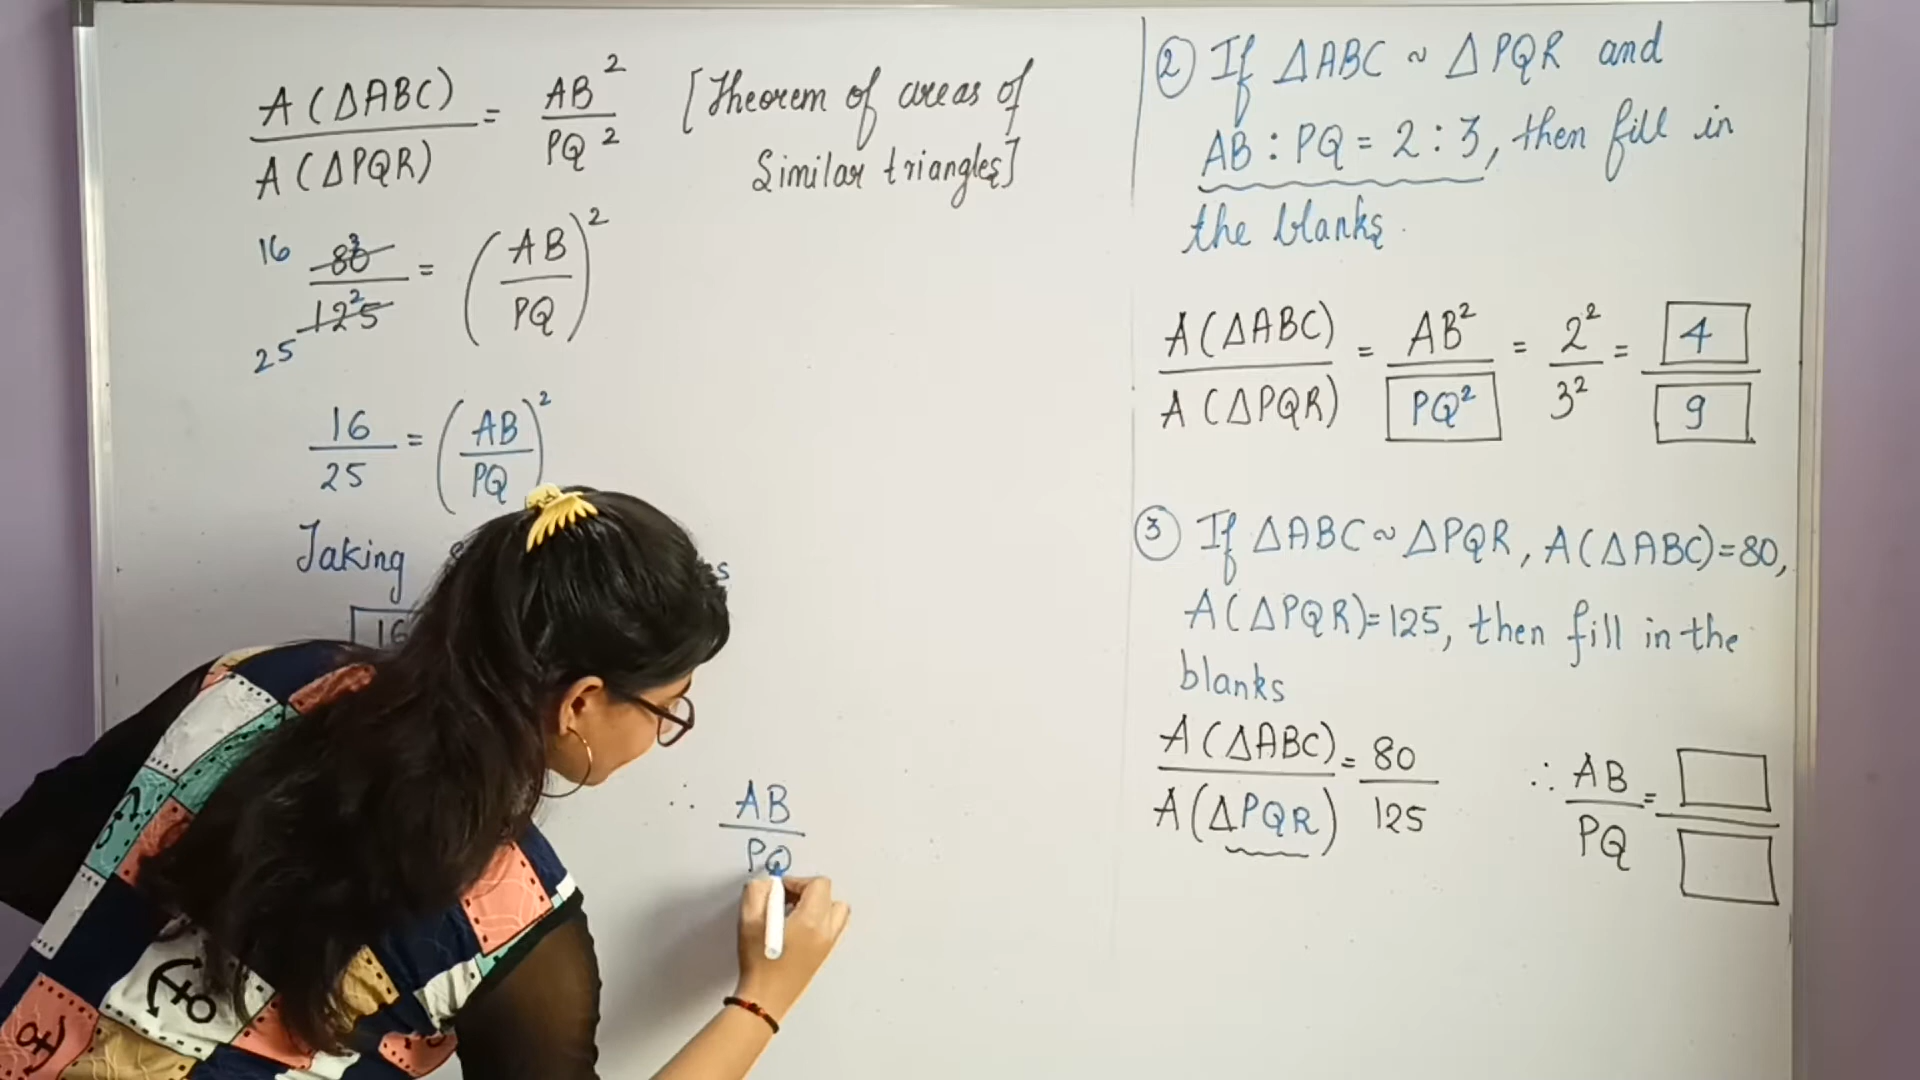 A(ΔABC)/A(ΔPQR) = AB²/PQ² [Theorem of areas of
Similar triangles]
16 80/125 25 = (AB/PQ)²
16/25 = (AB/PQ)²
Taking
16
∴ AB/PQ
② If ΔABC ~ ΔPQR and
AB : PQ = 2 : 3, then fill in
the blanks.
A(ΔABC)/A(ΔPQR) = AB²/PQ² = 2²/3² = 4/9
③ If ΔABC ~ ΔPQR, A(ΔABC)=80,
A(ΔPQR)=125, then fill in the
blanks
A(ΔABC)/A(ΔPQR) = 80/125 ∴ AB/PQ = □/□